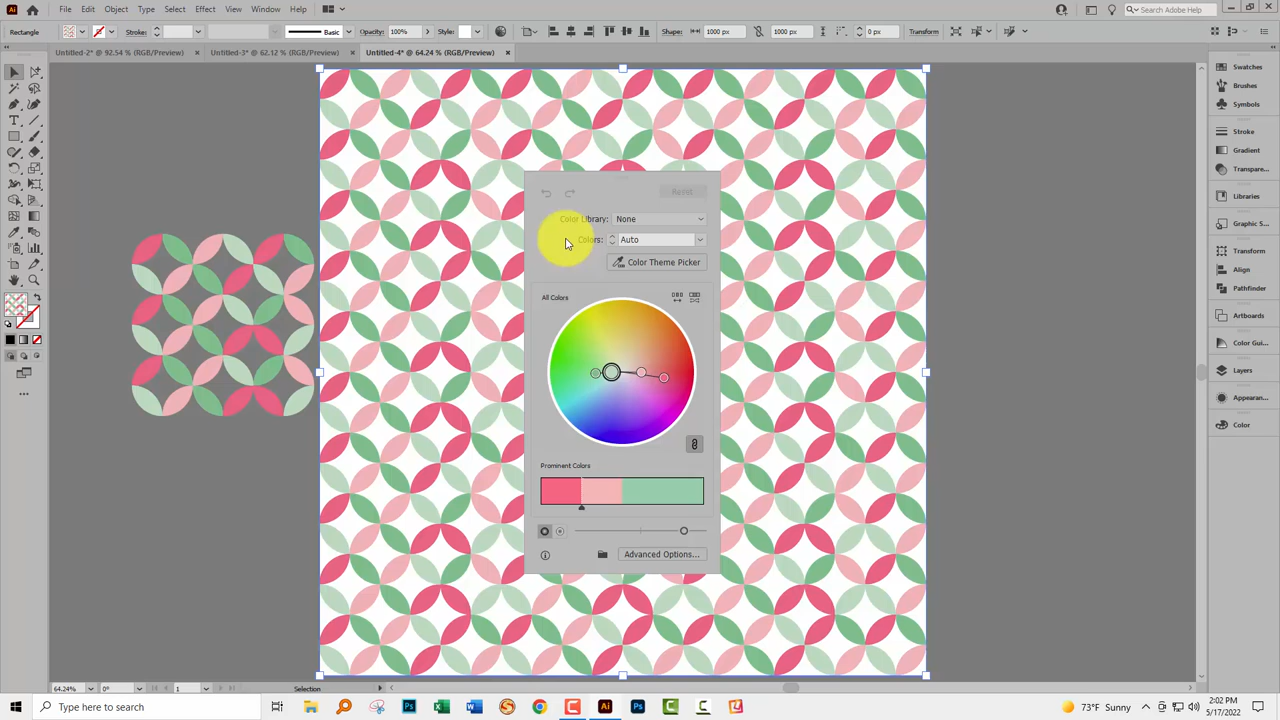 Ai File Edit Object Type Select Effect View Window Help Search Adobe Help
Rectangle Stroke: Basic Opacity: 100% Style: Shape: 1000 px 1000 px 0 px Transform
Untitled-2* @ 92.54 % (RGB/Preview) × Untitled-3* @ 62.12 % (RGB/Preview) × Untitled-4* @ 64.24 % (RGB/Preview) ×
Swatches
Brushes
Symbols
Stroke
Gradient
Transpare...
Libraries
Graphic S...
Transform
Align
Pathfinder
Artboards
Color Gui...
Layers
Appearan...
Color
Reset
Color Library: None
Colors: Auto
Color Theme Picker
All Colors
Prominent Colors
Advanced Options...
64.24% 0° 1 Selection
Type here to search
73°F Sunny
2:02 PM
5/17/2022